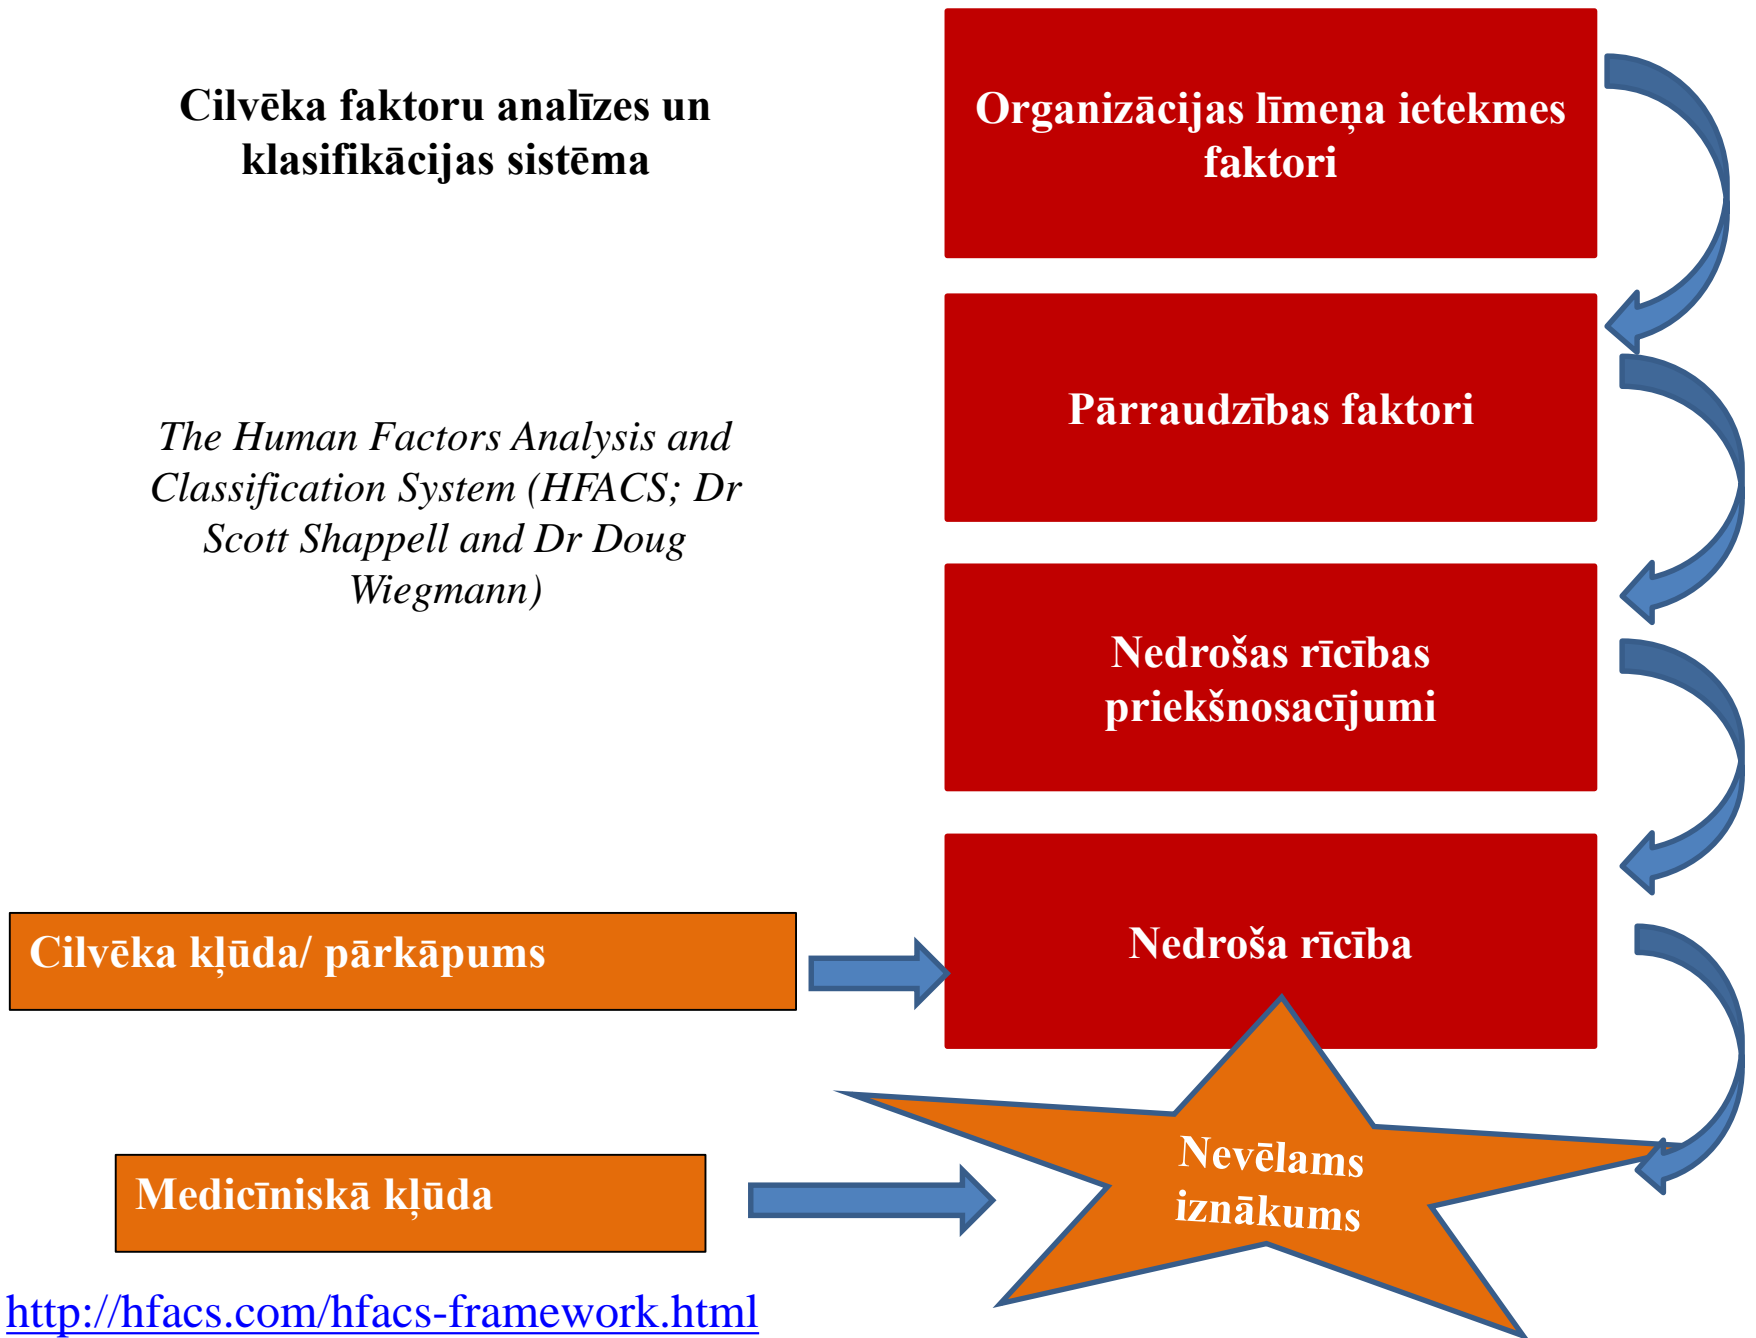 Cilvēka faktoru analīzes un
klasifikācijas sistēma
The Human Factors Analysis and
Classification System (HFACS; Dr
Scott Shappell and Dr Doug
Wiegmann)
Organizācijas līmeņa ietekmes
faktori
Pārraudzības faktori
Nedrošas rīcības
priekšnosacījumi
Nedroša rīcība
Cilvēka kļūda/ pārkāpums
Nevēlams
iznākums
Medicīniskā kļūda
http://hfacs.com/hfacs-framework.html